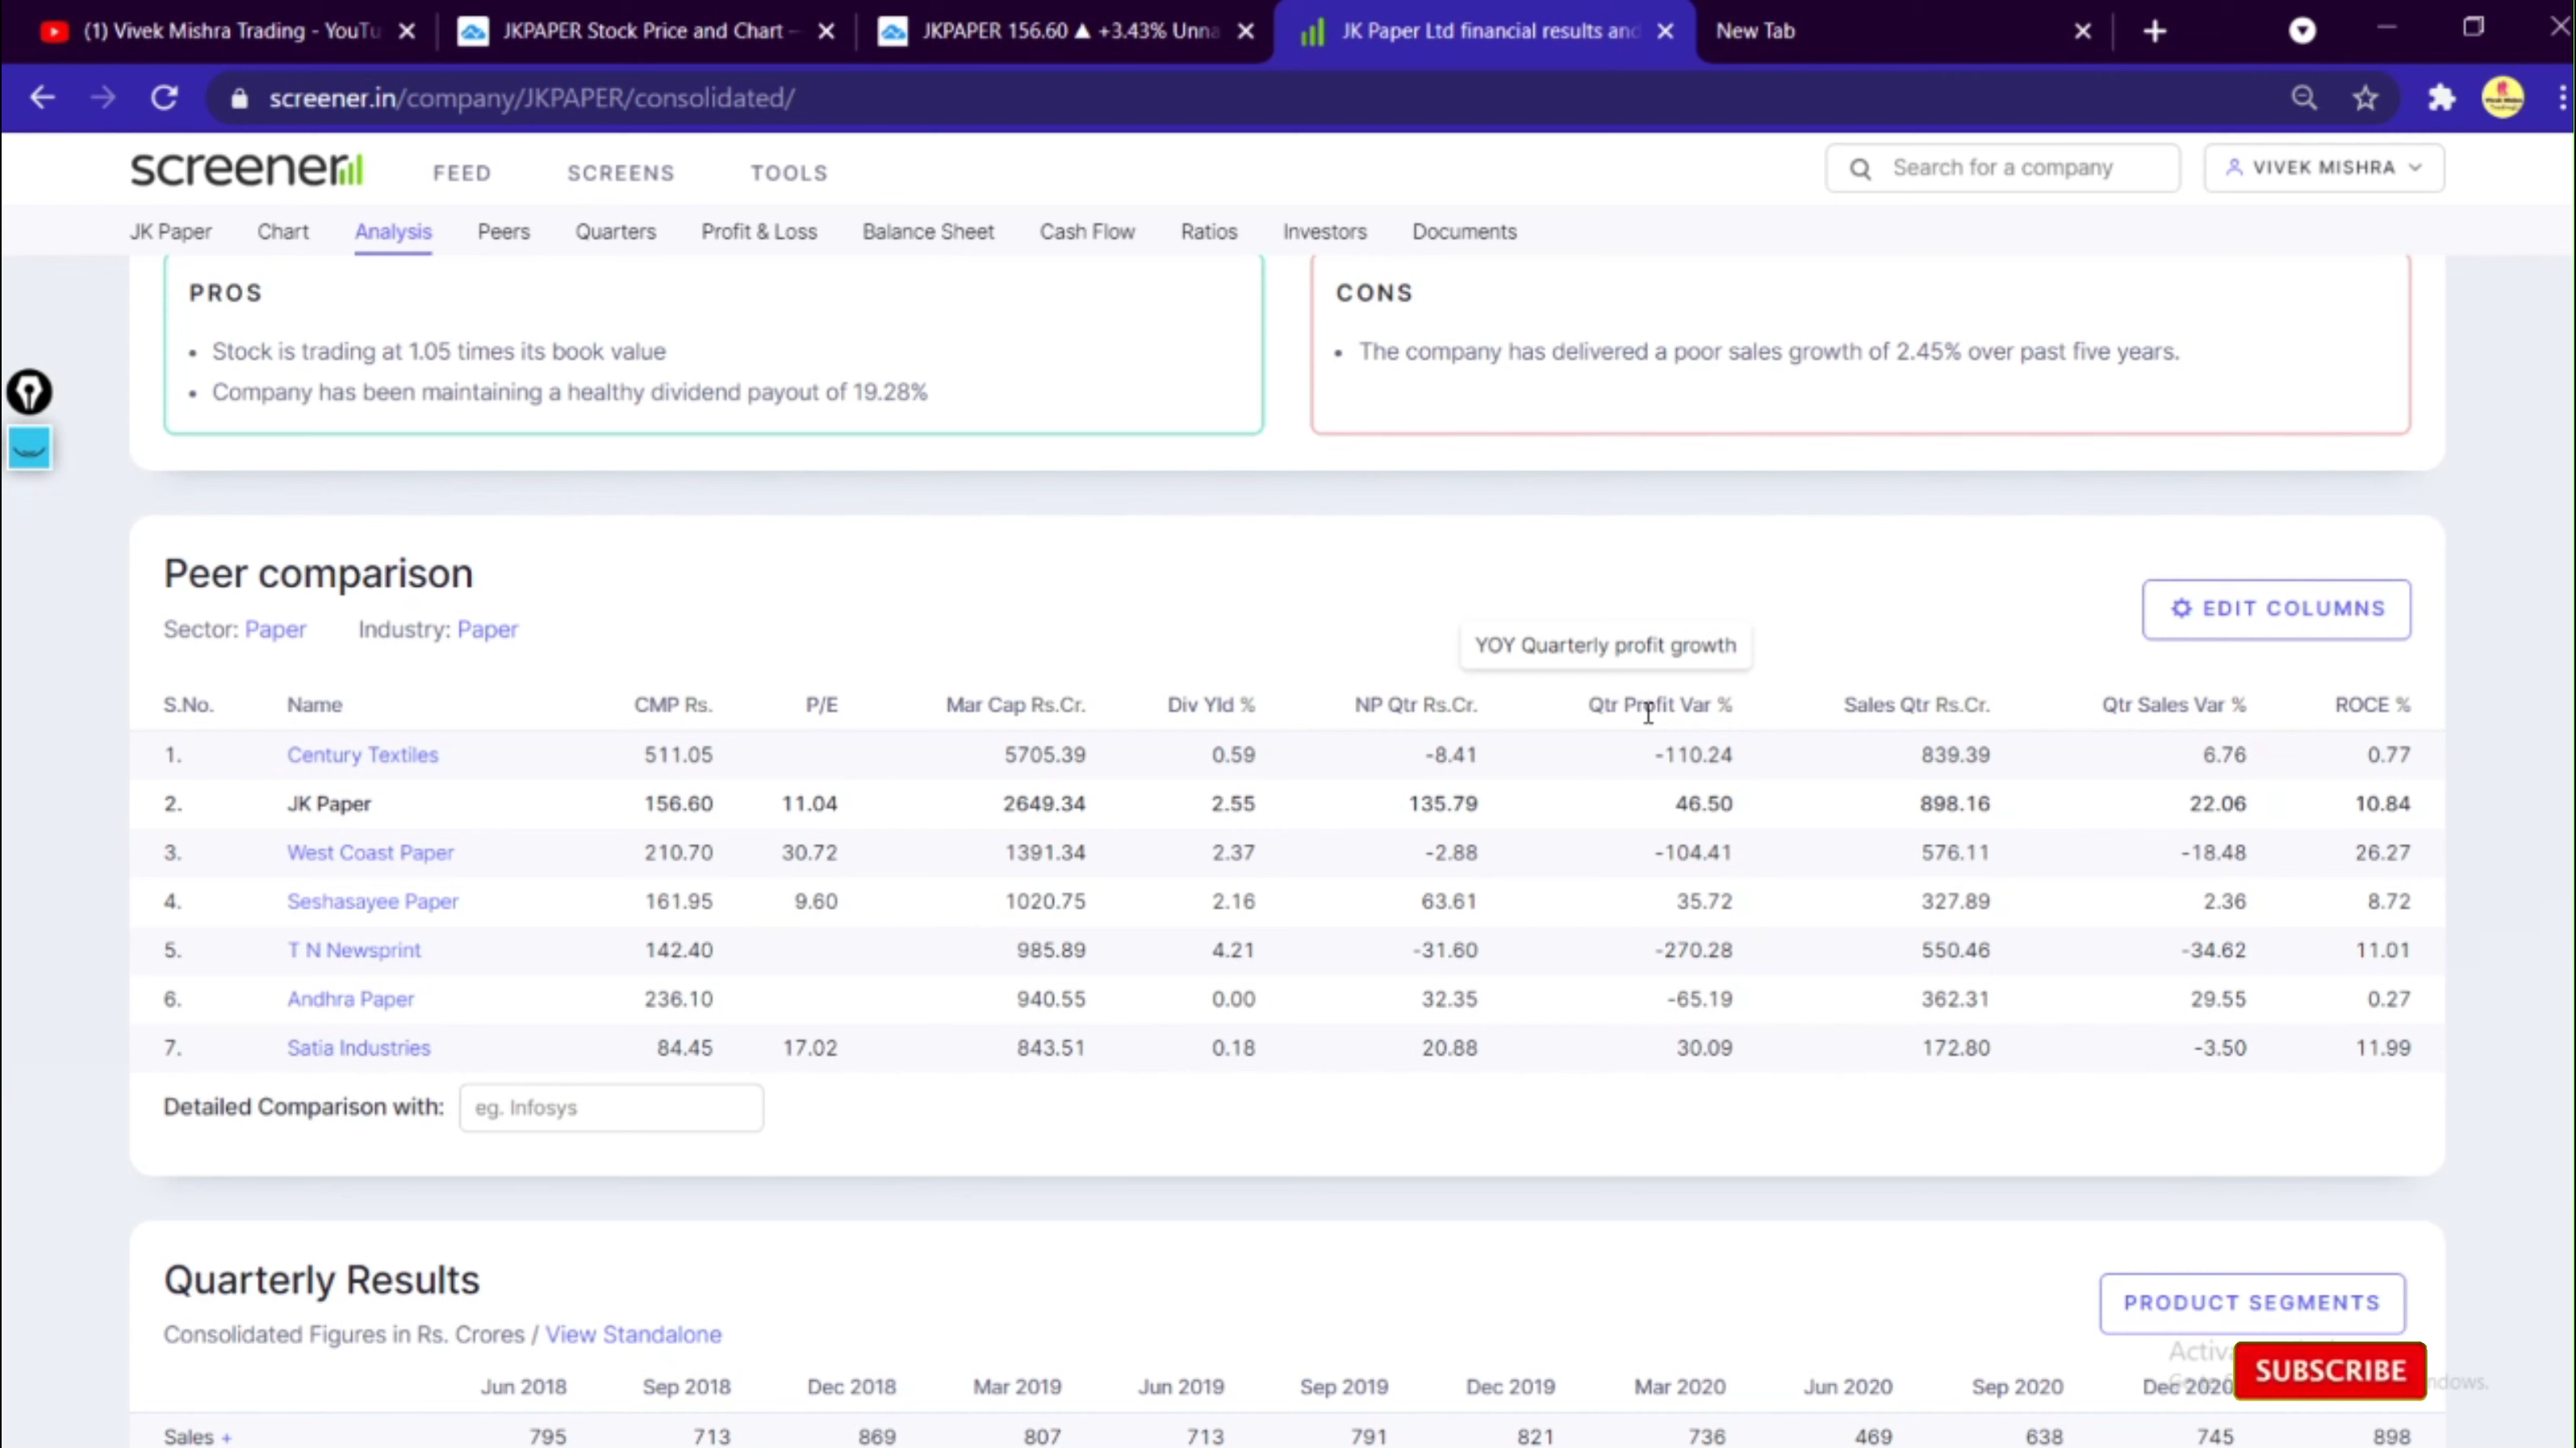 (1) Vivek Mishra Trading - YouTu
JKPAPER Stock Price and Chart —
JKPAPER 156.60 ▲ +3.43% Unna
JK Paper Ltd financial results and
New Tab
screener.in/company/JKPAPER/consolidated/
screener FEED SCREENS TOOLS Search for a company VIVEK MISHRA
JK Paper Chart Analysis Peers Quarters Profit & Loss Balance Sheet Cash Flow Ratios Investors Documents
PROS
• Stock is trading at 1.05 times its book value
• Company has been maintaining a healthy dividend payout of 19.28%
CONS
• The company has delivered a poor sales growth of 2.45% over past five years.
Peer comparison
EDIT COLUMNS
Sector: Paper Industry: Paper
YOY Quarterly profit growth
S.No. Name CMP Rs. P/E Mar Cap Rs.Cr. Div Yld % NP Qtr Rs.Cr. Qtr Profit Var % Sales Qtr Rs.Cr. Qtr Sales Var % ROCE %
1. Century Textiles 511.05 5705.39 0.59 -8.41 -110.24 839.39 6.76 0.77
2. JK Paper 156.60 11.04 2649.34 2.55 135.79 46.50 898.16 22.06 10.84
3. West Coast Paper 210.70 30.72 1391.34 2.37 -2.88 -104.41 576.11 -18.48 26.27
4. Seshasayee Paper 161.95 9.60 1020.75 2.16 63.61 35.72 327.89 2.36 8.72
5. T N Newsprint 142.40 985.89 4.21 -31.60 -270.28 550.46 -34.62 11.01
6. Andhra Paper 236.10 940.55 0.00 32.35 -65.19 362.31 29.55 0.27
7. Satia Industries 84.45 17.02 843.51 0.18 20.88 30.09 172.80 -3.50 11.99
Detailed Comparison with: eg. Infosys
Quarterly Results
PRODUCT SEGMENTS
Consolidated Figures in Rs. Crores / View Standalone
SUBSCRIBE
Jun 2018 Sep 2018 Dec 2018 Mar 2019 Jun 2019 Sep 2019 Dec 2019 Mar 2020 Jun 2020 Sep 2020 Dec 2020
Sales + 795 713 869 807 713 791 821 736 469 638 745 898